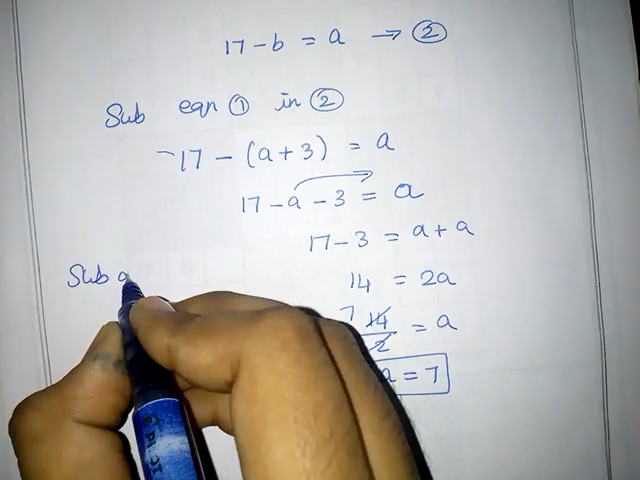 17 - b = a → ②
Sub eqn ① in ②
17 - (a + 3) = a
17 - a - 3 = a
17 - 3 = a + a
14 = 2a
7 14/2 = a
a = 7
Sub a